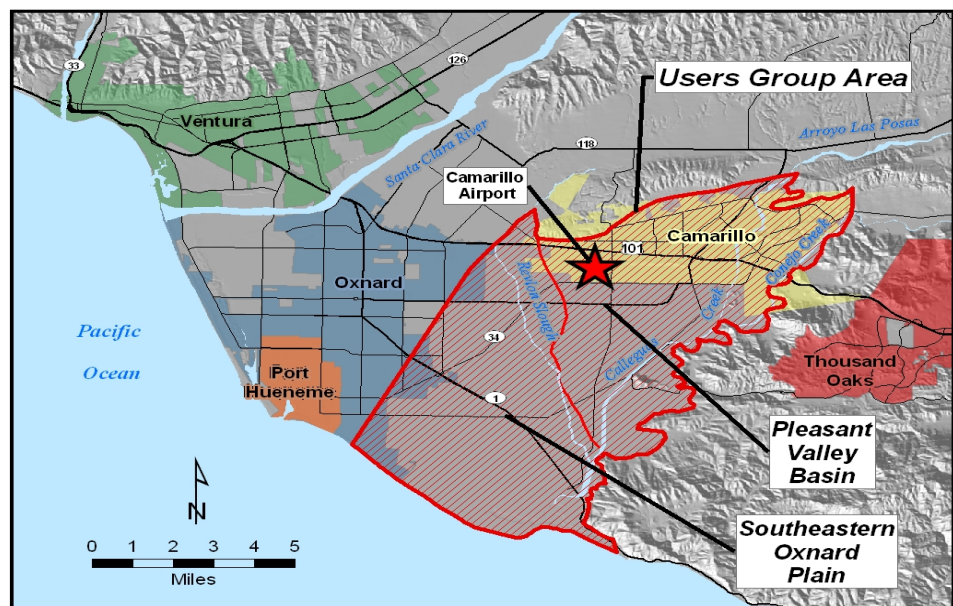 33
126
Ventura
Users Group Area
Arroyo Las Posas
118
Santa Clara River
Camarillo
Airport
Camarillo
101
Conejo Creek
Oxnard
Revlon Slough
Creek
Calleguas
Pacific
Ocean
34
Port
Hueneme
1
Thousand
Oaks
Pleasant
Valley
Basin
N
Southeastern
Oxnard
Plain
0 1 2 3 4 5
Miles